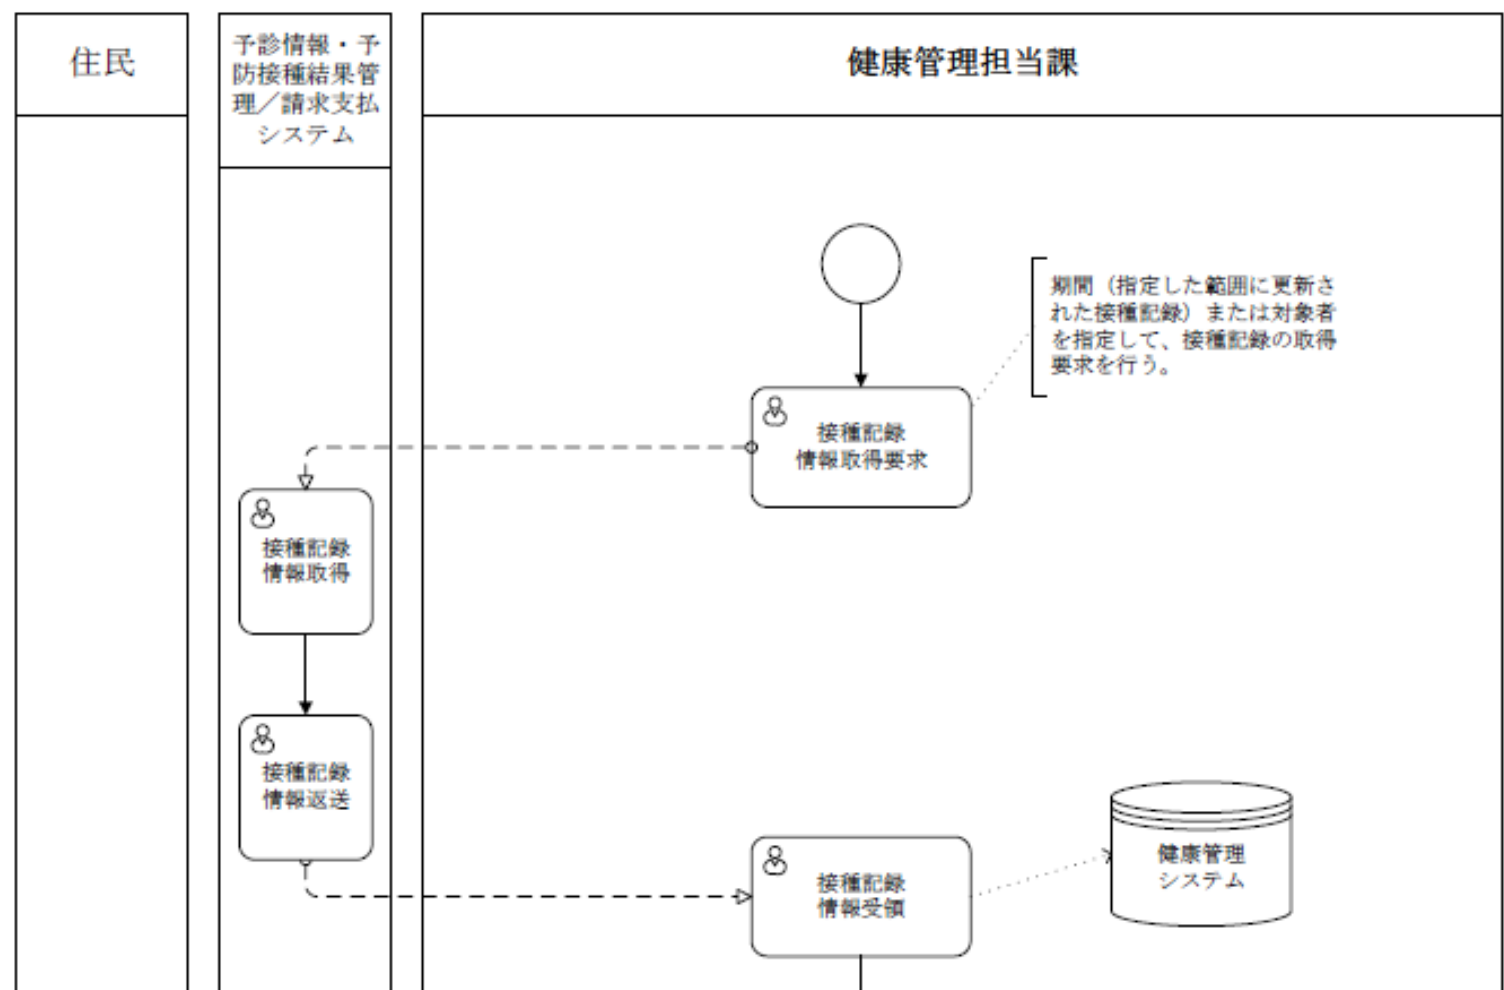 住民
予診情報・予
防接種結果管
理／請求支払
システム
健康管理担当課
期間（指定した範囲に更新さ
れた接種記録）または対象者
を指定して、接種記録の取得
要求を行う。
接種記録
情報取得要求
接種記録
情報取得
接種記録
情報返送
接種記録
情報受領
健康管理
システム